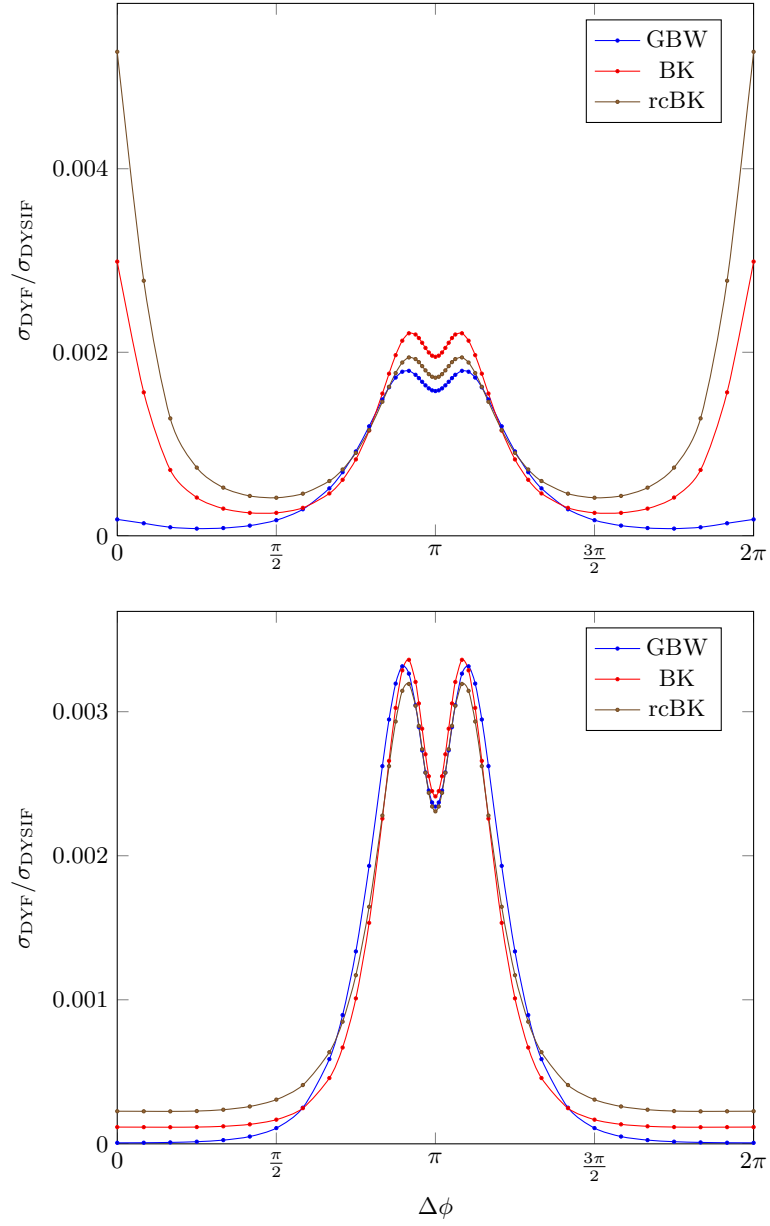 GBW
BK
rcBK
0.004
0.002
0
σDYF/σDYSIF
0
π/2
π
3π/2
2π
GBW
BK
rcBK
0.003
0.002
0.001
0
σDYF/σDYSIF
0
π/2
π
3π/2
2π
Δϕ